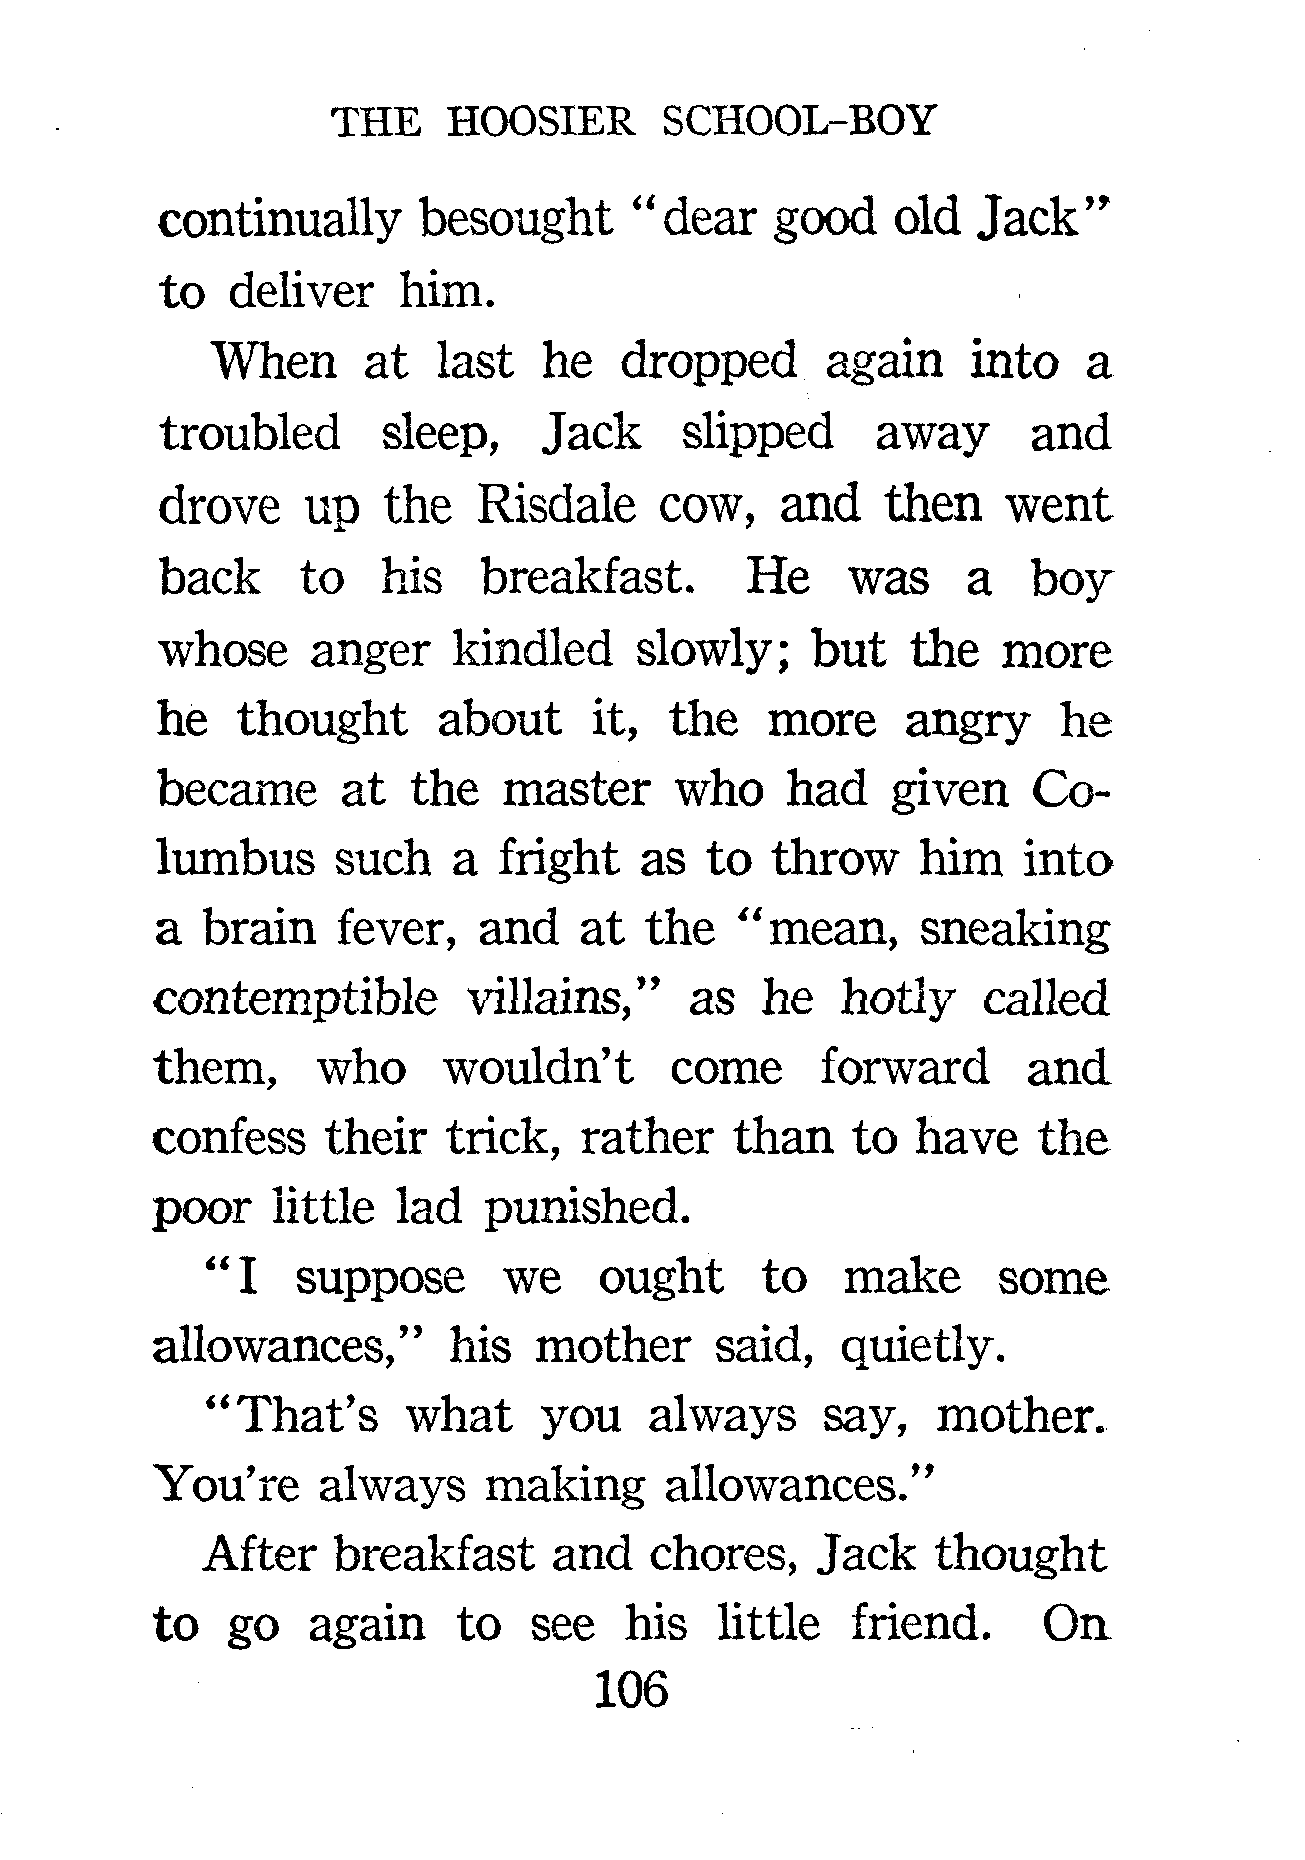 THE HOOSIER SCHOOL-BOY
continually besought "dear good old Jack"
to deliver him.
When at last he dropped again into a
troubled sleep, Jack slipped away and
drove up the Risdale cow, and then went
back to his breakfast. He was a boy
whose anger kindled slowly; but the more
he thought about it, the more angry he
became at the master who had given Co-
lumbus such a fright as to throw him into
a brain fever, and at the "mean, sneaking
contemptible villains," as he hotly called
them, who wouldn't come forward and
confess their trick, rather than to have the
poor little lad punished.
"I suppose we ought to make some
allowances," his mother said, quietly.
"That's what you always say, mother.
You're always making allowances."
After breakfast and chores, Jack thought
to go again to see his little friend. On
106